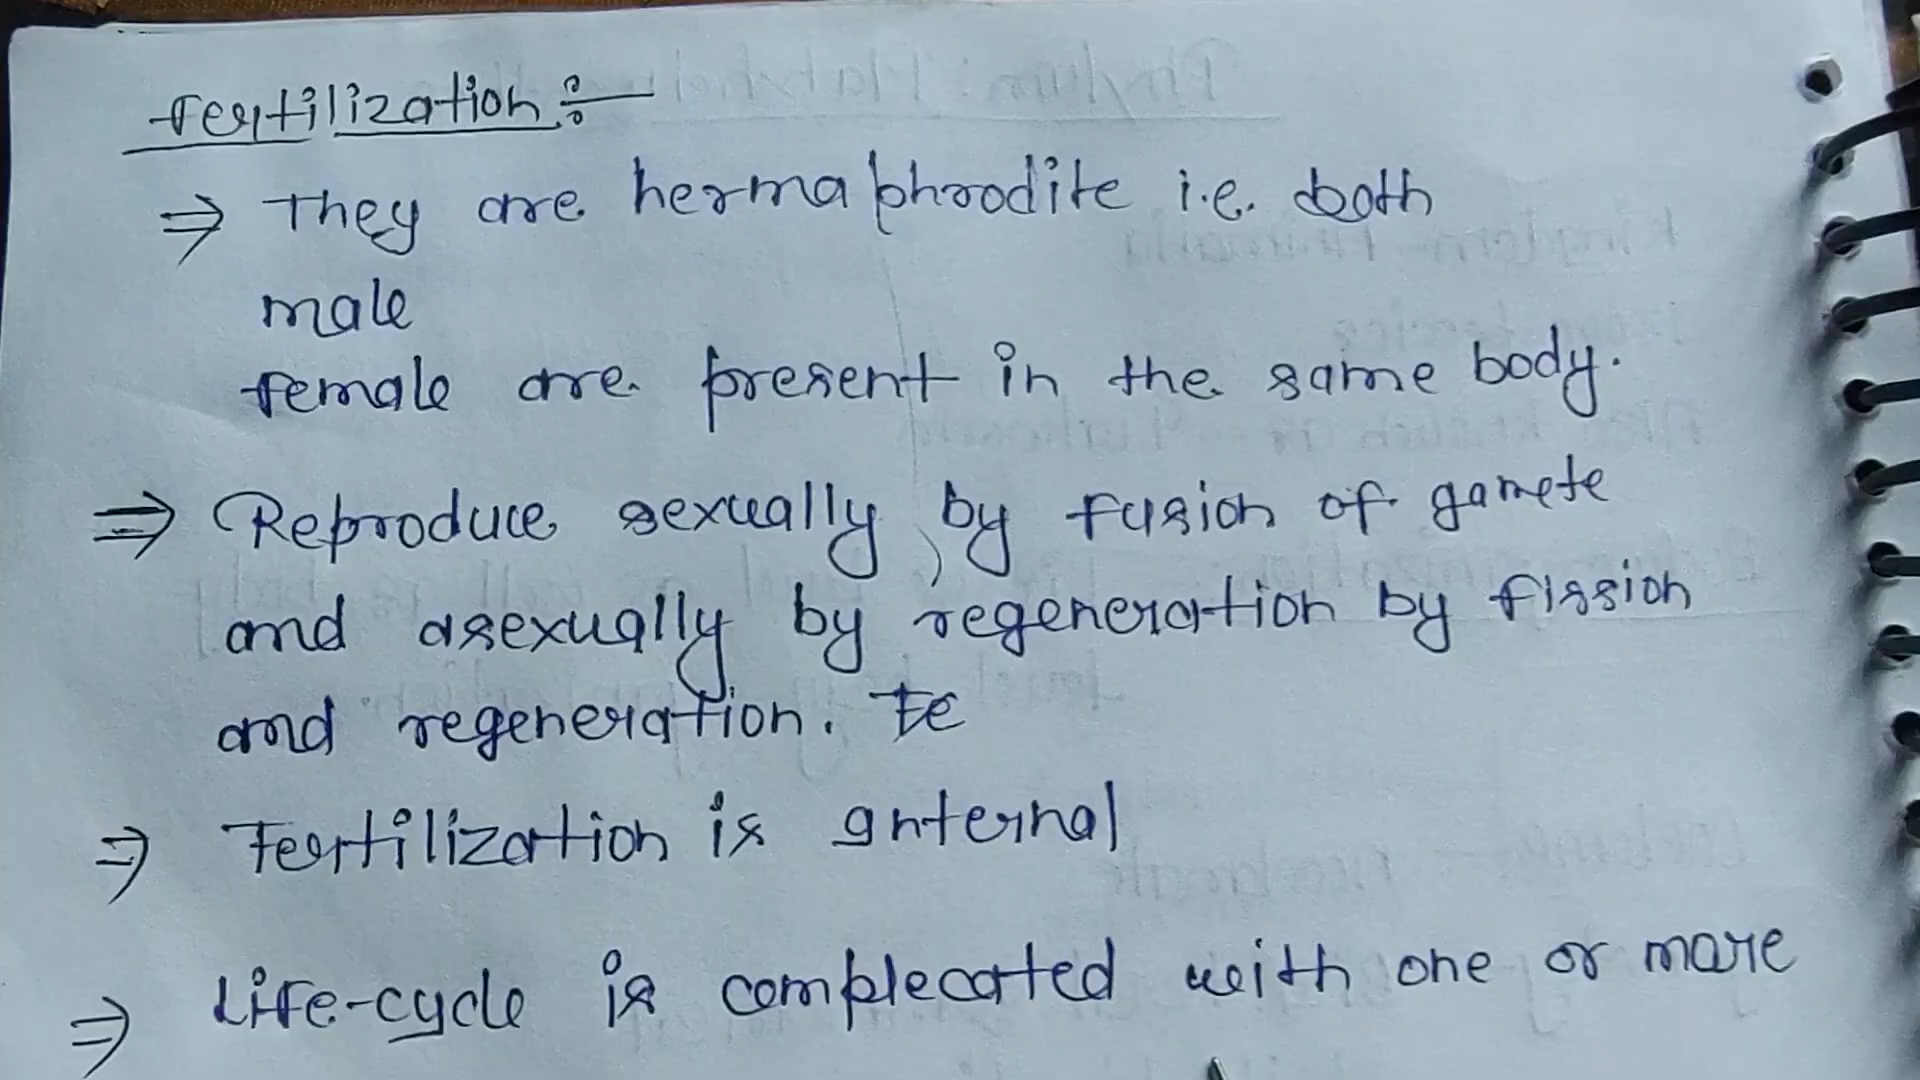 Fertilization :-
⇒ They are hermaphrodite i.e. both
male
female are present in the same body.
⇒ Reproduce sexually, by fusion of gamete
and asexually by regeneration by fission
and regeneration. Fe
⇒ Fertilization is Internal
⇒ Life-cycle is complecated with one or more